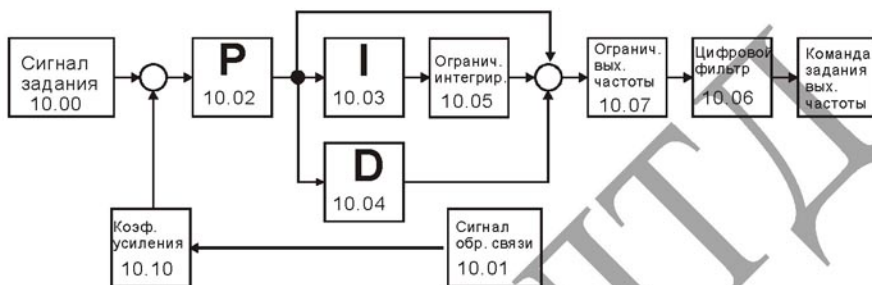 Сигнал
задания
10.00
P
10.02
I
10.03
Огранич.
интегрир.
10.05
D
10.04
Огранич.
вых.
частоты
10.07
Цифровой
фильтр
10.06
Команда
задания
вых.
частоты
Коэф.
усиления
10.10
Сигнал
обр. связи
10.01